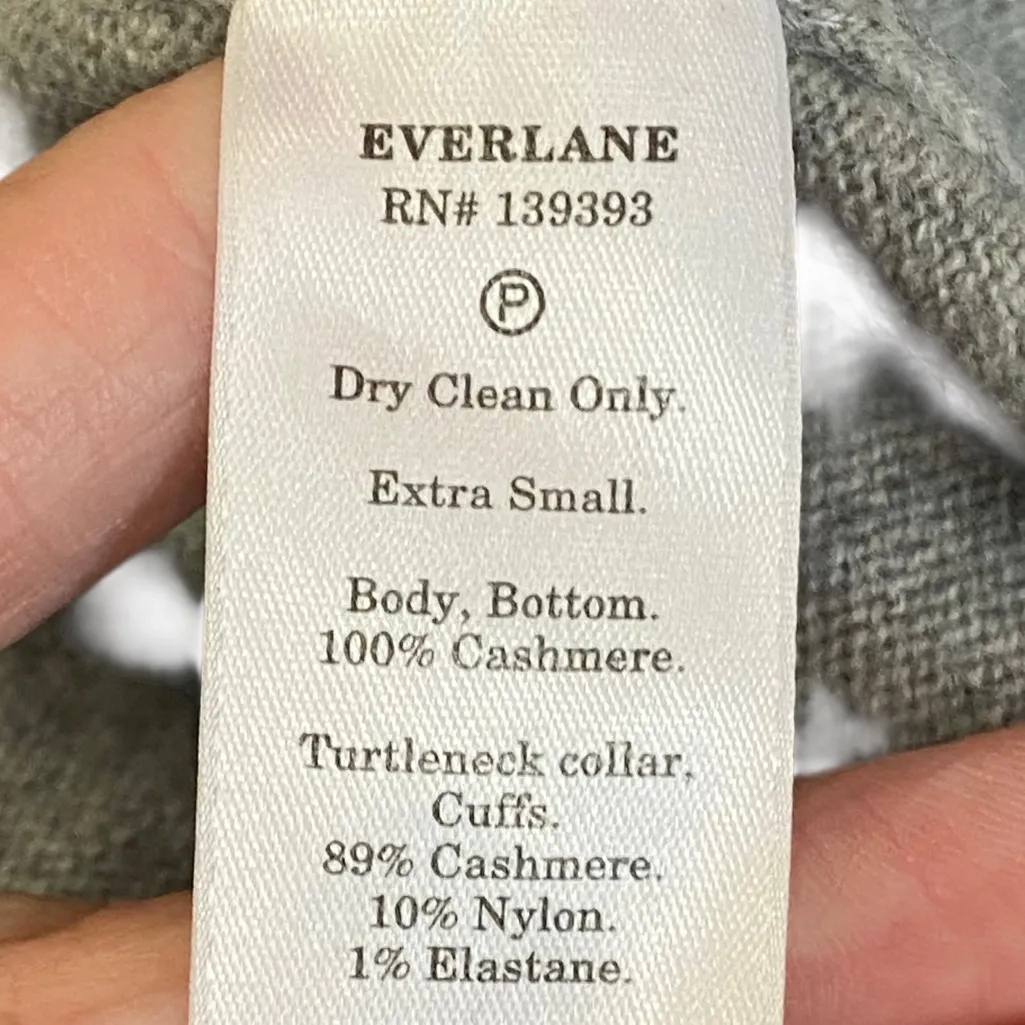 EVERLANE
RN# 139393
P
Dry Clean Only.
Extra Small.
Body, Bottom.
100% Cashmere.
Turtleneck collar,
Cuffs.
89% Cashmere.
10% Nylon.
1% Elastane.